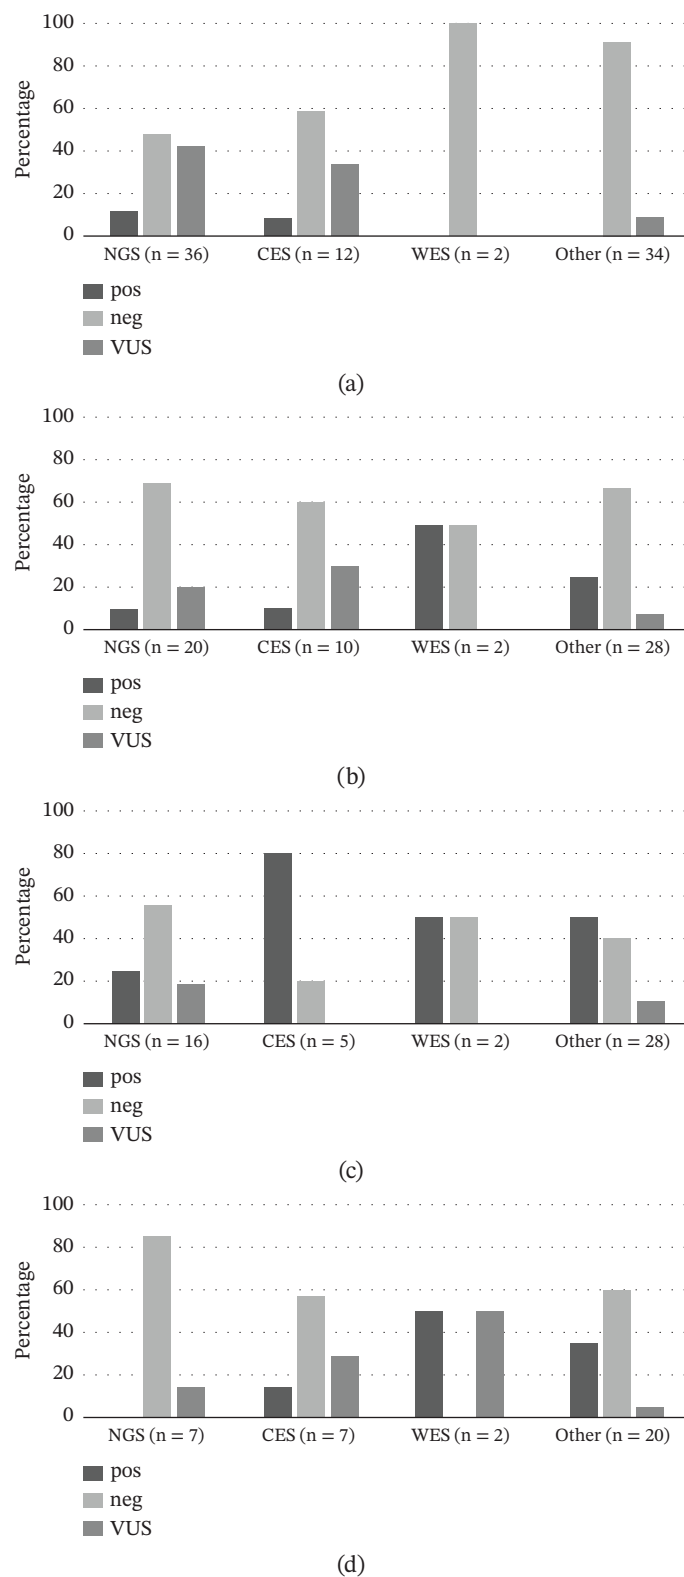 100
80
60
40
20
0
Percentage
NGS (n = 36) CES (n = 12) WES (n = 2) Other (n = 34)
pos
neg
VUS
(a)
100
80
60
40
20
0
Percentage
NGS (n = 20) CES (n = 10) WES (n = 2) Other (n = 28)
pos
neg
VUS
(b)
100
80
60
40
20
0
Percentage
NGS (n = 16) CES (n = 5) WES (n = 2) Other (n = 28)
pos
neg
VUS
(c)
100
80
60
40
20
0
Percentage
NGS (n = 7) CES (n = 7) WES (n = 2) Other (n = 20)
pos
neg
VUS
(d)